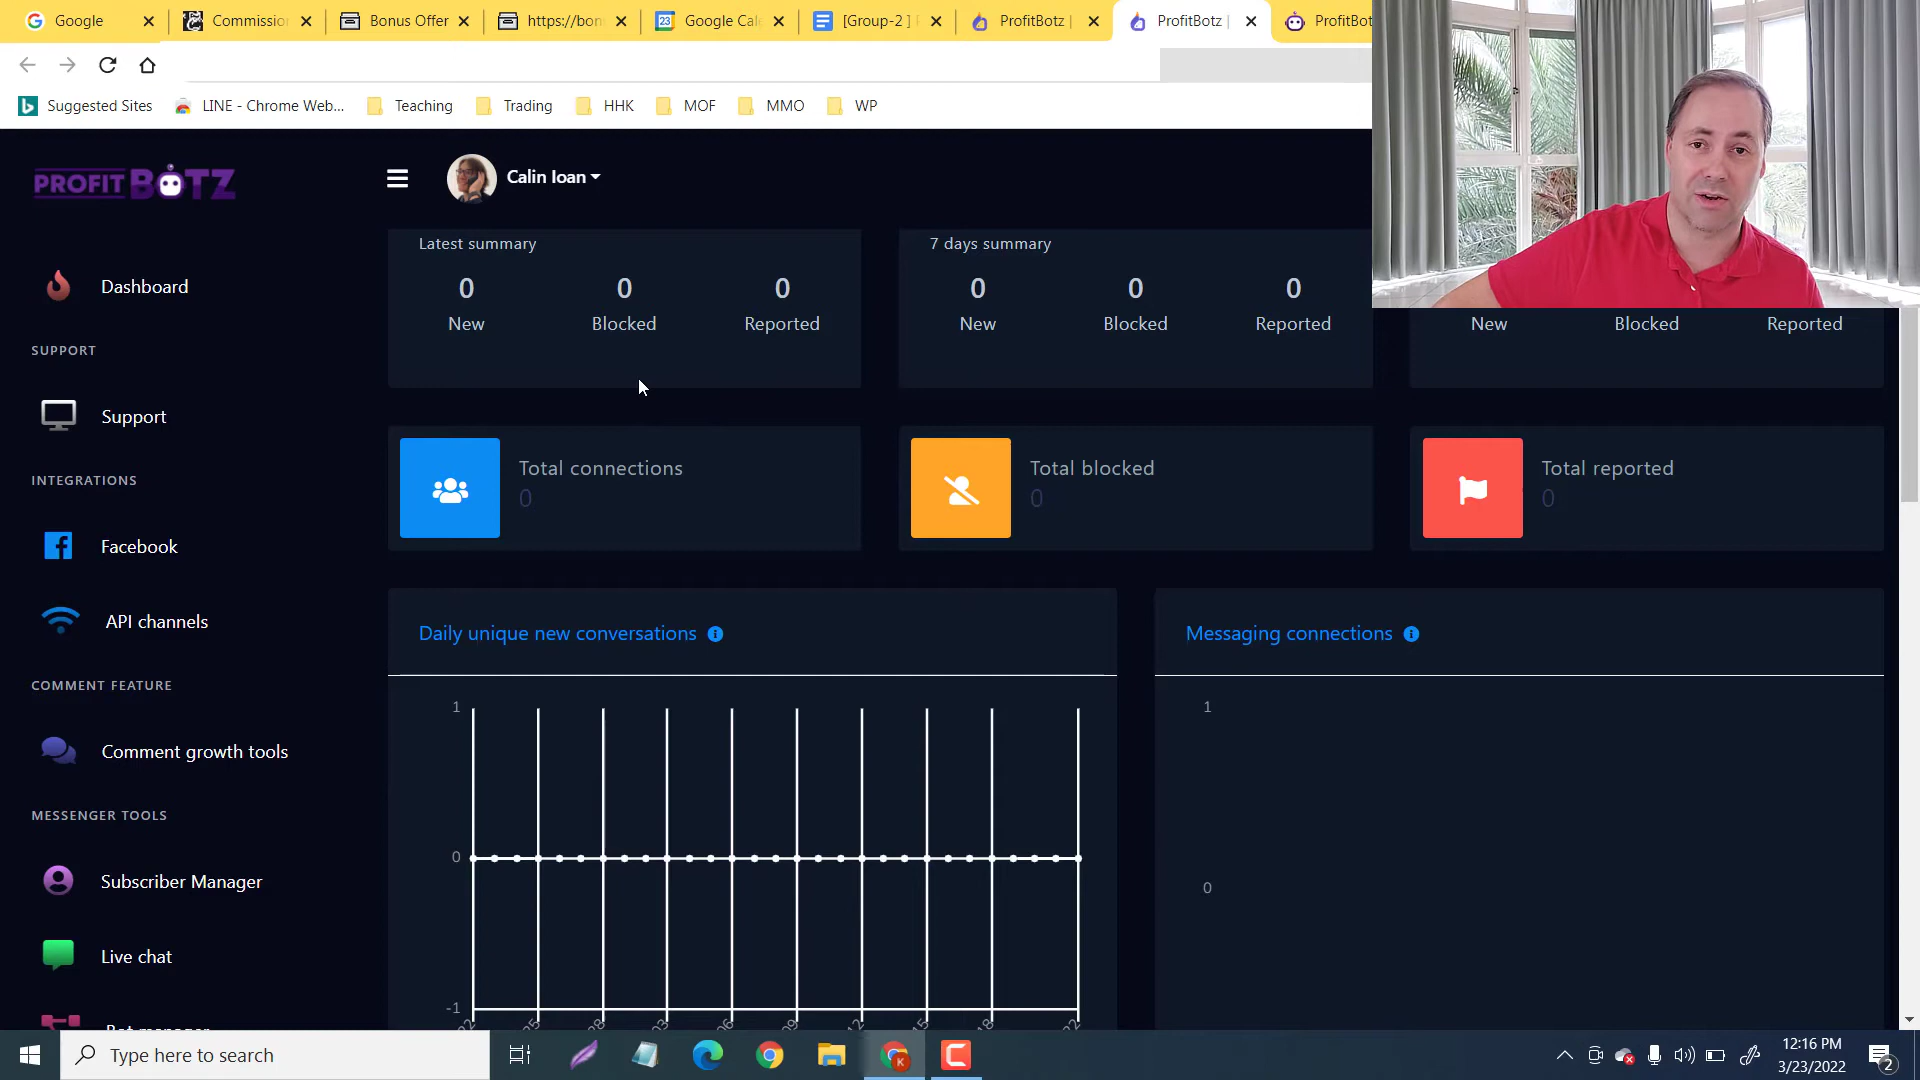 Google
Commission
Bonus Offer
https://bon
Google Cal
[Group-2 ]
ProfitBotz |
ProfitBotz |
ProfitBot
Suggested Sites
LINE - Chrome Web...
Teaching
Trading
HHK
MOF
MMO
WP
PROFIT BOTZ
Calin Ioan
Dashboard
SUPPORT
Support
INTEGRATIONS
Facebook
API channels
COMMENT FEATURE
Comment growth tools
MESSENGER TOOLS
Subscriber Manager
Live chat
Bot manager
Latest summary
0 0 0
New Blocked Reported
7 days summary
0 0 0
New Blocked Reported
New Blocked Reported
Total connections
0
Total blocked
0
Total reported
0
Daily unique new conversations
1
0
-1
Messaging connections
1
0
Type here to search
12:16 PM
3/23/2022
2